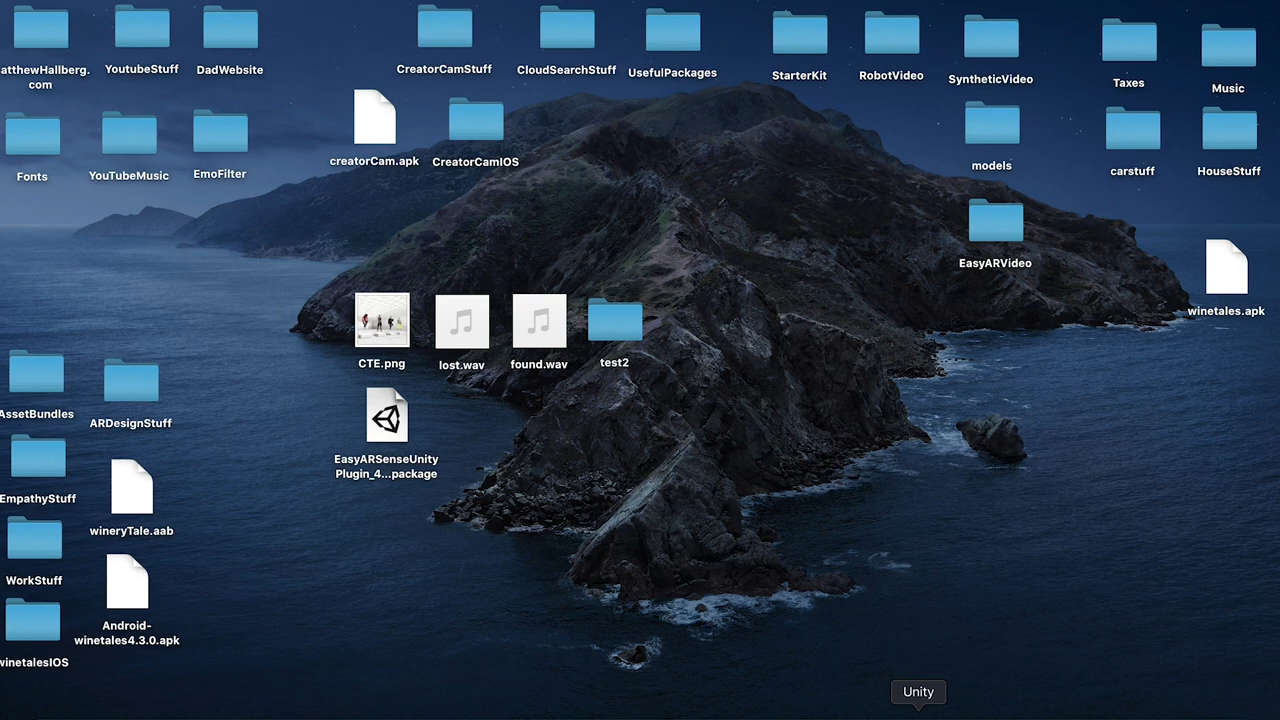 atthewHallberg.
com
YoutubeStuff
DadWebsite
CreatorCamStuff
CloudSearchStuff
UsefulPackages
StarterKit
RobotVideo
SyntheticVideo
Taxes
Music
Fonts
YouTubeMusic
EmoFilter
creatorCam.apk
CreatorCamIOS
models
carstuff
HouseStuff
EasyARVideo
winetales.apk
CTE.png
lost.wav
found.wav
test2
AssetBundles
ARDesignStuff
EasyARSenseUnity
Plugin_4...package
EmpathyStuff
wineryTale.aab
WorkStuff
Android-
winetales4.3.0.apk
winetalesIOS
Unity